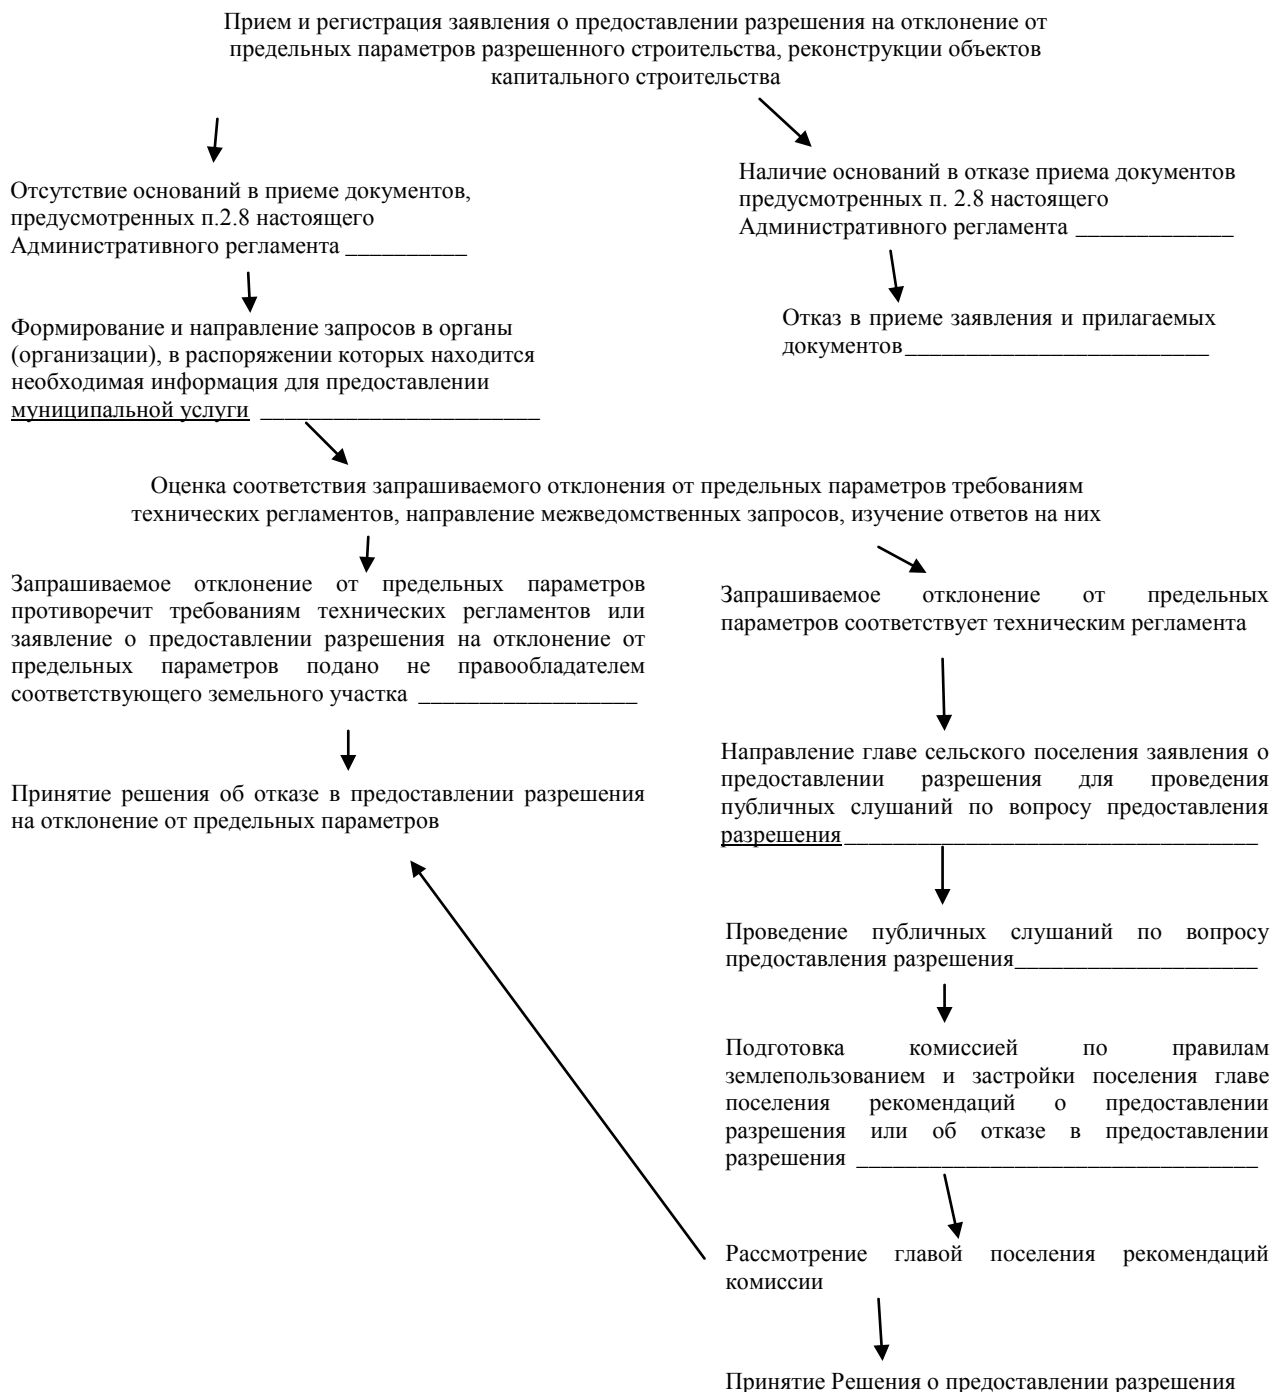 Прием и регистрация заявления о предоставлении разрешения на отклонение от
предельных параметров разрешенного строительства, реконструкции объектов
капитального строительства
Отсутствие оснований в приеме документов,
предусмотренных п.2.8 настоящего
Административного регламента __________
Наличие оснований в отказе приема документов
предусмотренных п. 2.8 настоящего
Административного регламента _____________
Формирование и направление запросов в органы
(организации), в распоряжении которых находится
необходимая информация для предоставлении
муниципальной услуги _______________________
Отказ в приеме заявления и прилагаемых
документов_________________________
Оценка соответствия запрашиваемого отклонения от предельных параметров требованиям
технических регламентов, направление межведомственных запросов, изучение ответов на них
Запрашиваемое отклонение от предельных параметров
противоречит требованиям технических регламентов или
заявление о предоставлении разрешения на отклонение от
предельных параметров подано не правообладателем
соответствующего земельного участка __________________
Запрашиваемое отклонение от предельных
параметров соответствует техническим регламента
Принятие решения об отказе в предоставлении разрешения
на отклонение от предельных параметров
Направление главе сельского поселения заявления о
предоставлении разрешения для проведения
публичных слушаний по вопросу предоставления
разрешения__________________________________
Проведение публичных слушаний по вопросу
предоставления разрешения____________________
Подготовка комиссией по правилам
землепользованием и застройки поселения главе
поселения рекомендаций о предоставлении
разрешения или об отказе в предоставлении
разрешения _________________________________
Рассмотрение главой поселения рекомендаций
комиссии
Принятие Решения о предоставлении разрешения